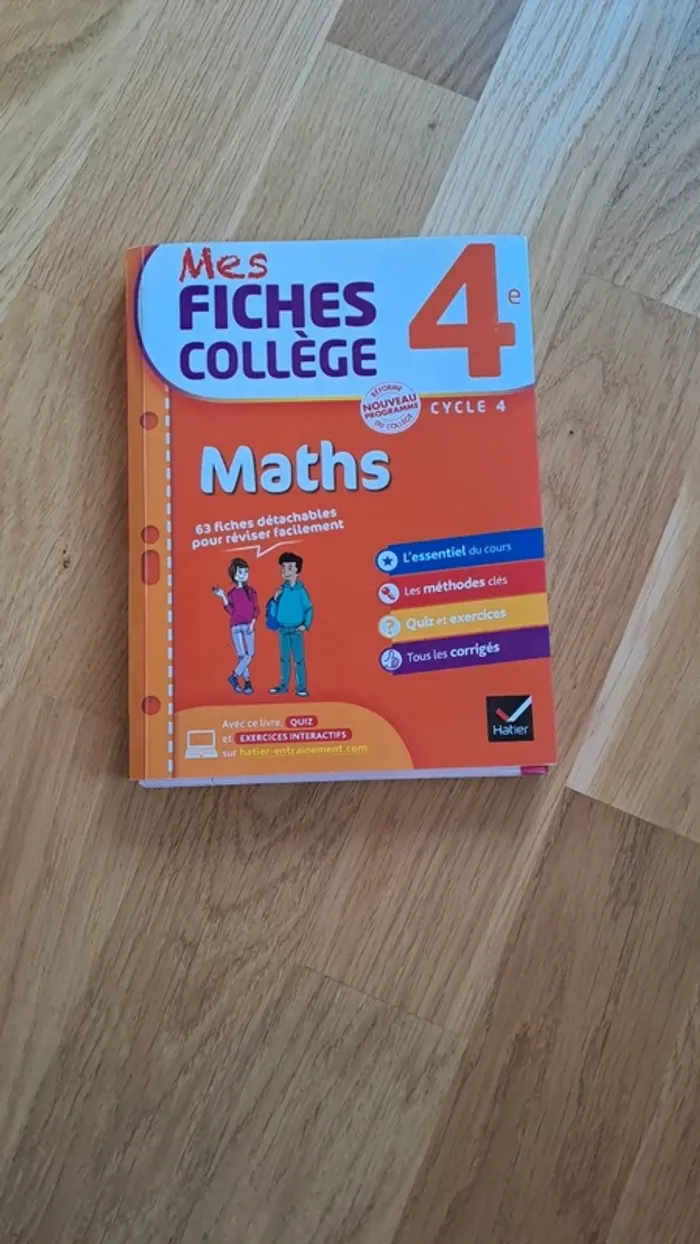 Mes
FICHES
COLLÈGE
4e
RÉFORME
NOUVEAU
PROGRAMME
DU COLLÈGE
CYCLE 4
Maths
63 fiches détachables
pour réviser facilement
L'essentiel du cours
Les méthodes clés
Quiz et exercices
Tous les corrigés
Avec ce livre, QUIZ
et EXERCICES INTERACTIFS
sur hatier-entrainement.com
Hatier